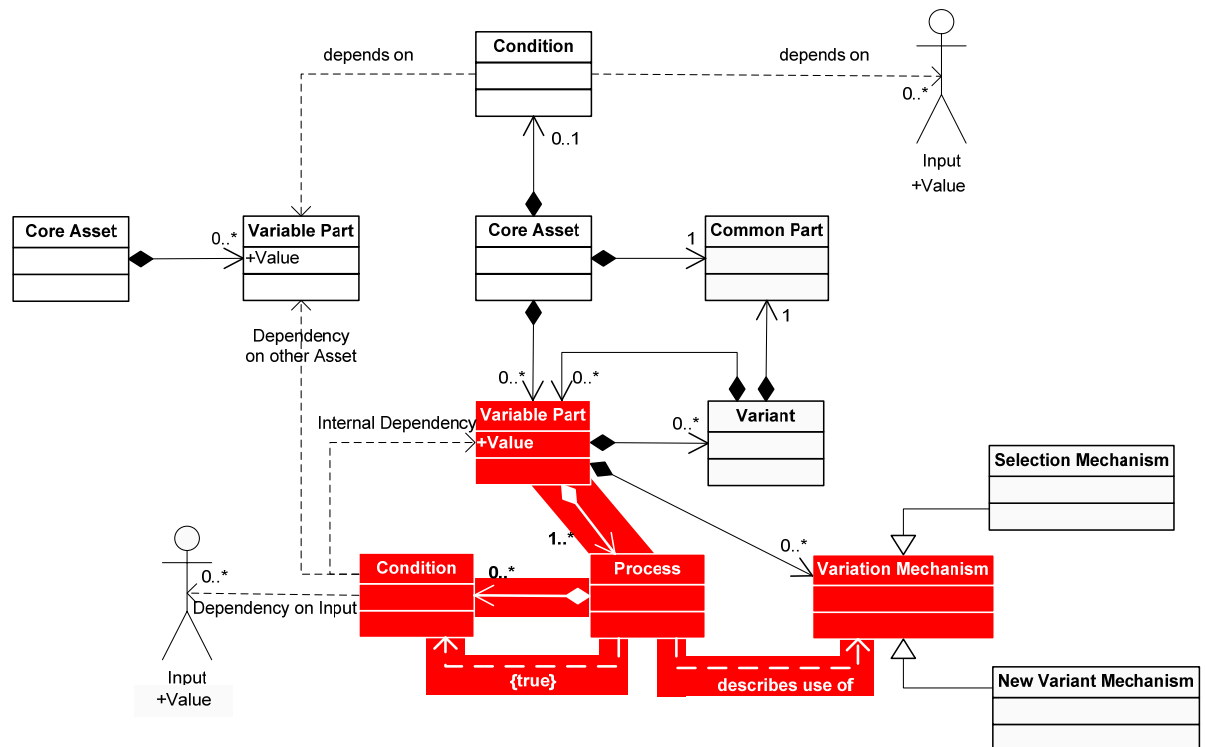 Condition
depends on
depends on
0..*
0..1
Input
+Value
Core Asset
0..*
Variable Part
+Value
Core Asset
1
Common Part
Dependency
on other Asset
1
0..*
0..*
Internal Dependency
Variable Part
+Value
0..*
Variant
Selection Mechanism
1..*
0..*
Condition
0..*
Process
Variation Mechanism
0..*
Dependency on Input
Input
+Value
{true}
describes use of
New Variant Mechanism